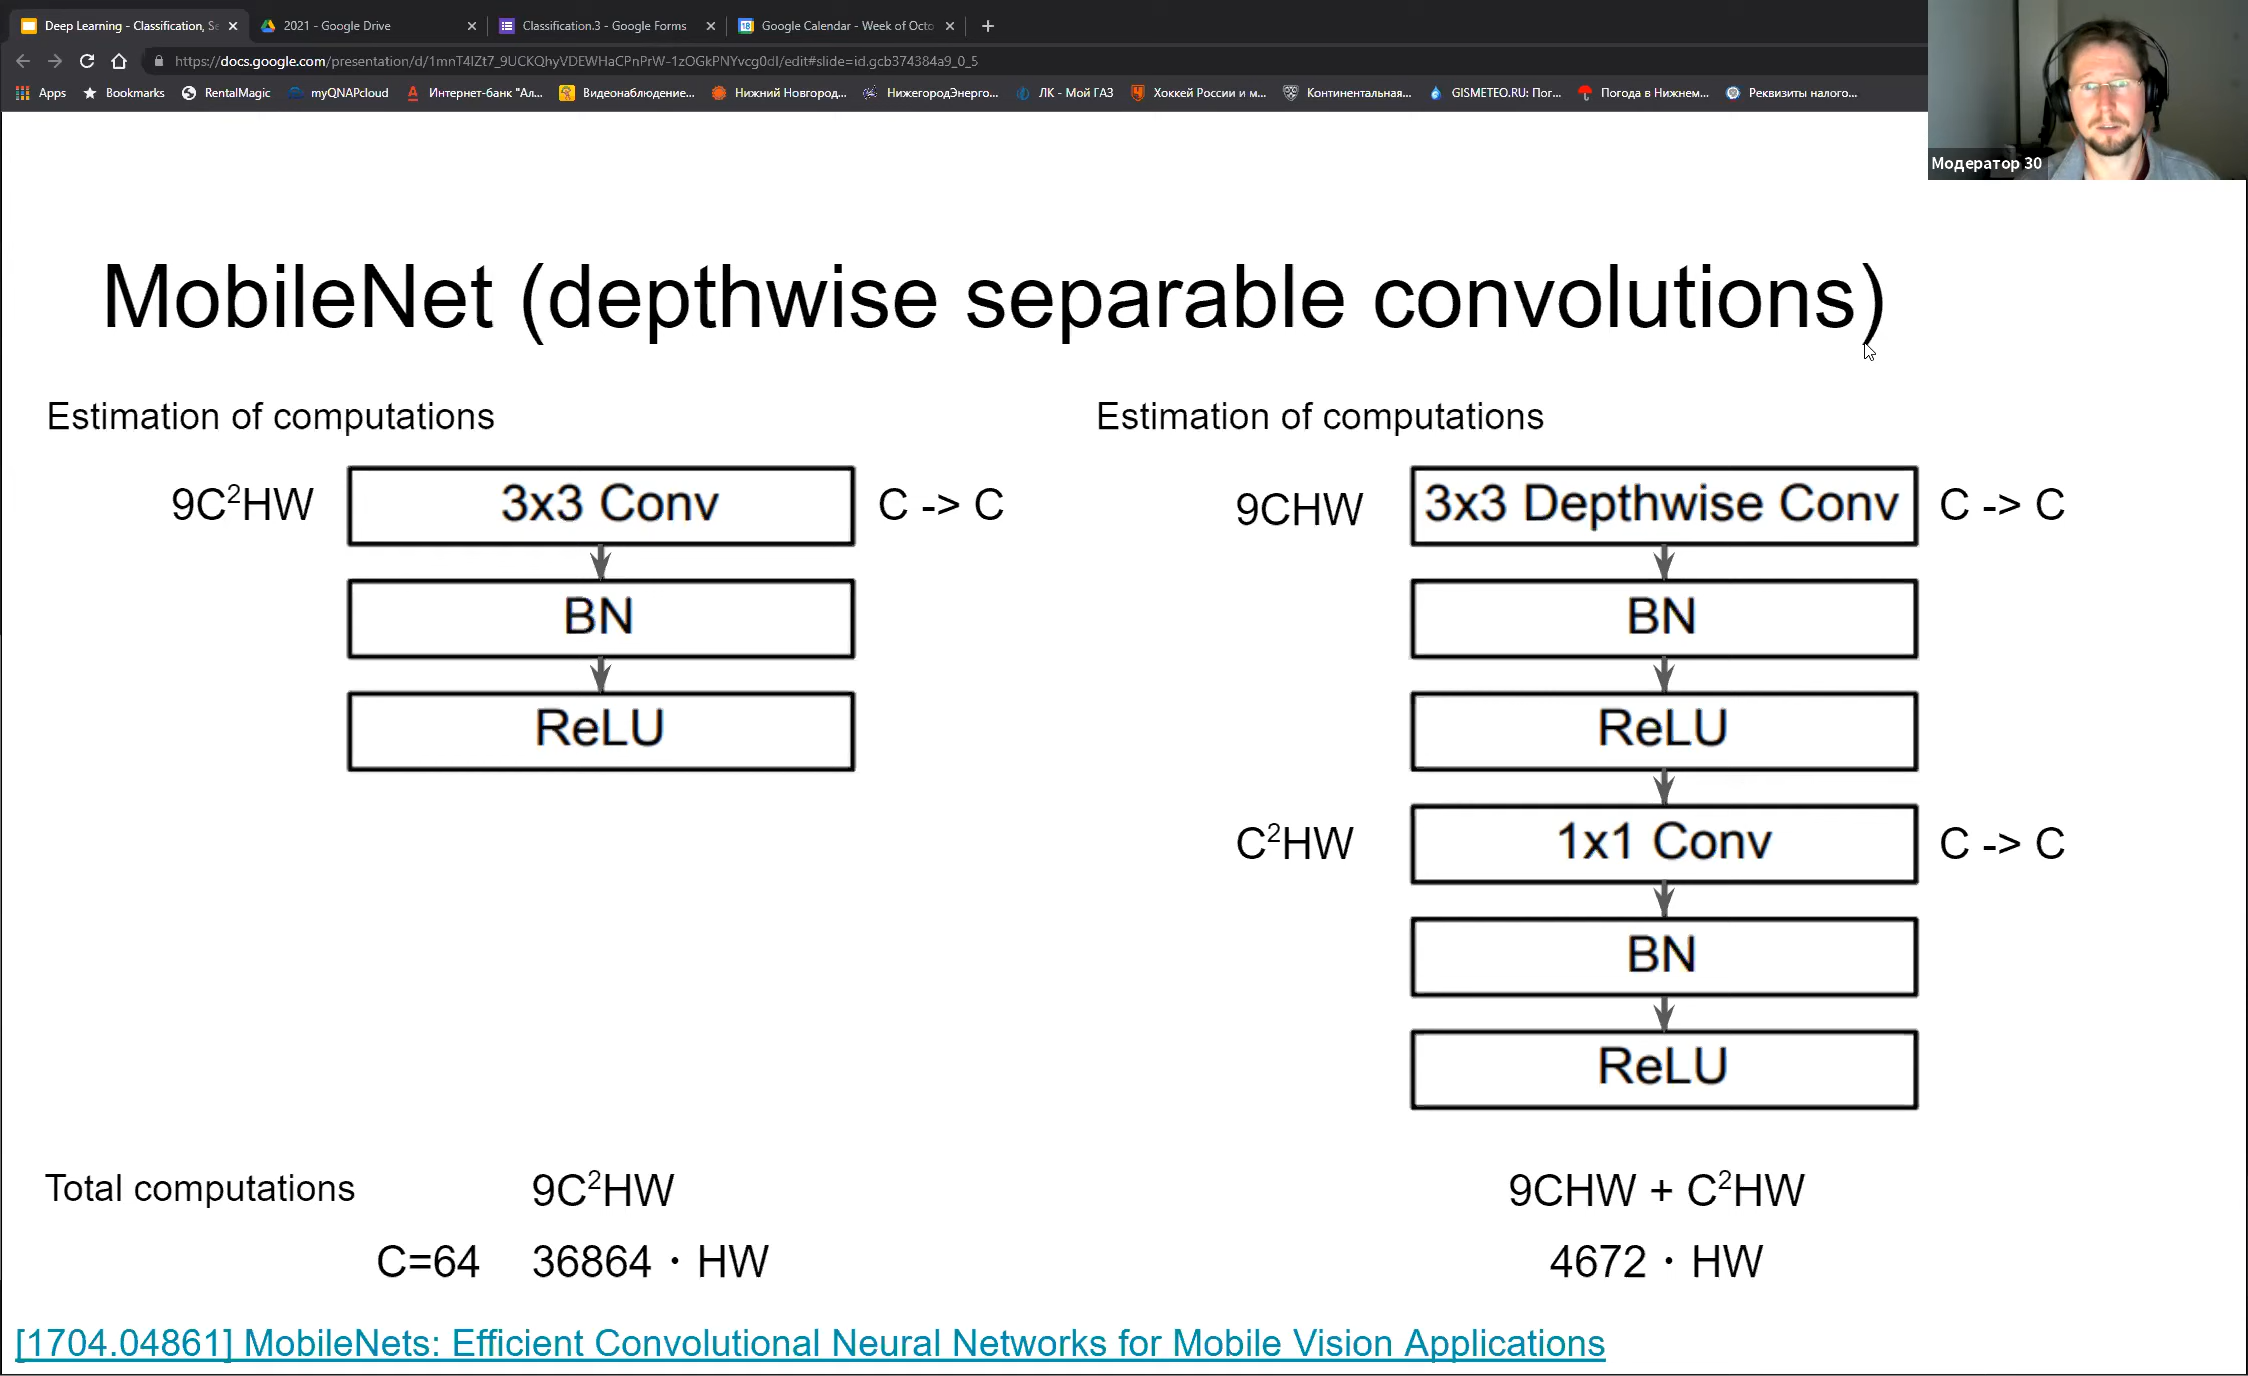 Deep Learning - Classification, Se
2021 - Google Drive
Classification.3 - Google Forms
Google Calendar - Week of Octo
https://docs.google.com/presentation/d/1mnT4lZt7_9UCKQhyVDEWHaCPnPrW-1zOGkPNYvcg0dI/edit#slide=id.gcb374384a9_0_5
Apps Bookmarks RentalMagic myQNAPcloud Интернет-банк "Ал... Видеонаблюдение... Нижний Новгород... НижегородЭнерго... ЛК - Мой ГАЗ Хоккей России и м... Континентальная... GISMETEO.RU: Пог... Погода в Нижнем... Реквизиты налого...
Модератор 30
MobileNet (depthwise separable convolutions)
Estimation of computations
9C²HW 3x3 Conv C -> C
BN
ReLU
Estimation of computations
9CHW 3x3 Depthwise Conv C -> C
BN
ReLU
C²HW 1x1 Conv C -> C
BN
ReLU
Total computations 9C²HW 9CHW + C²HW
C=64 36864 · HW 4672 · HW
[1704.04861] MobileNets: Efficient Convolutional Neural Networks for Mobile Vision Applications